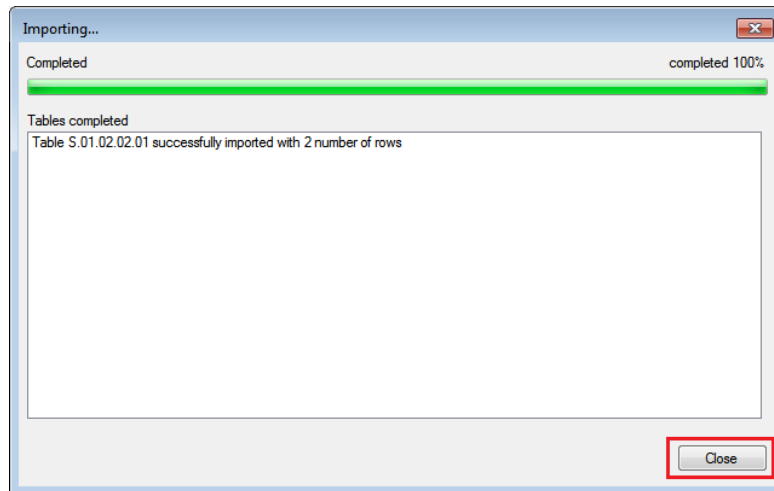 Importing...
Completed completed 100%
Tables completed
Table S.01.02.02.01 successfully imported with 2 number of rows
Close